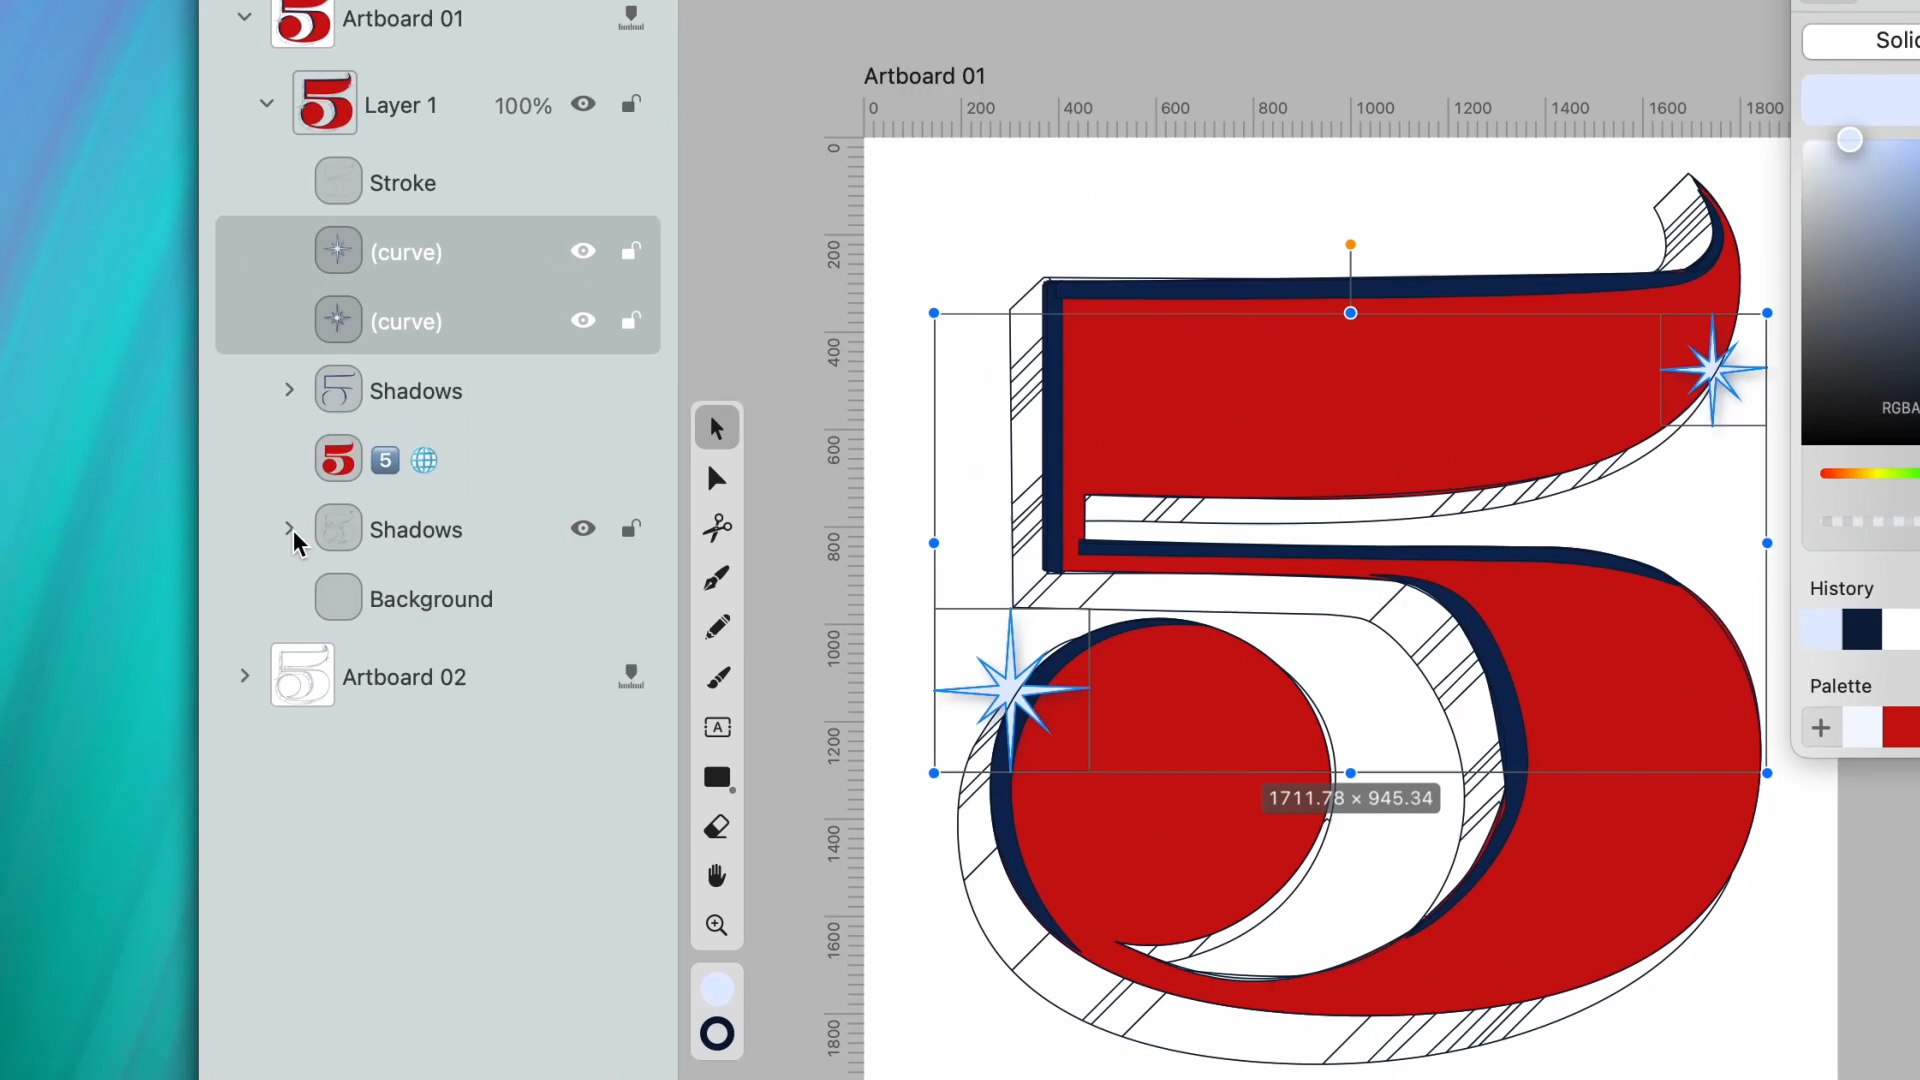 Artboard 01
Layer 1 100%
Stroke
(curve)
(curve)
Shadows
5
Shadows
Background
Artboard 02
A
Artboard 01
0 200 400 600 800 1000 1200 1400 1600 1800
0
200
400
600
800
1000
1200
1400
1600
1800
1711.78 × 945.34
Solid
RGBA
History
Palette